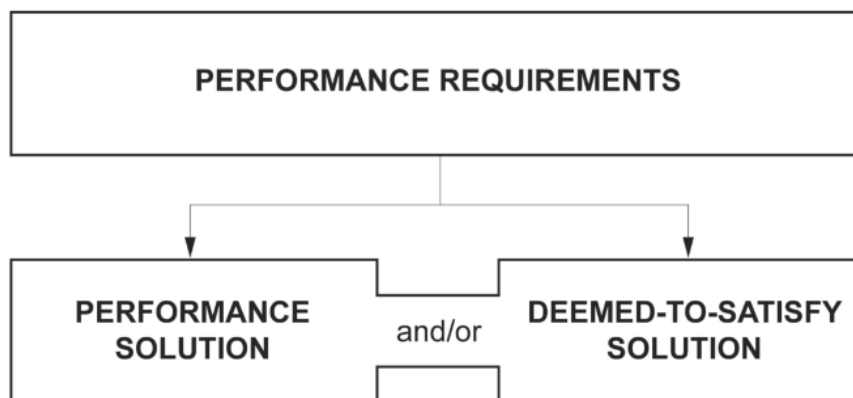 PERFORMANCE REQUIREMENTS
PERFORMANCE
SOLUTION
and/or
DEEMED-TO-SATISFY
SOLUTION